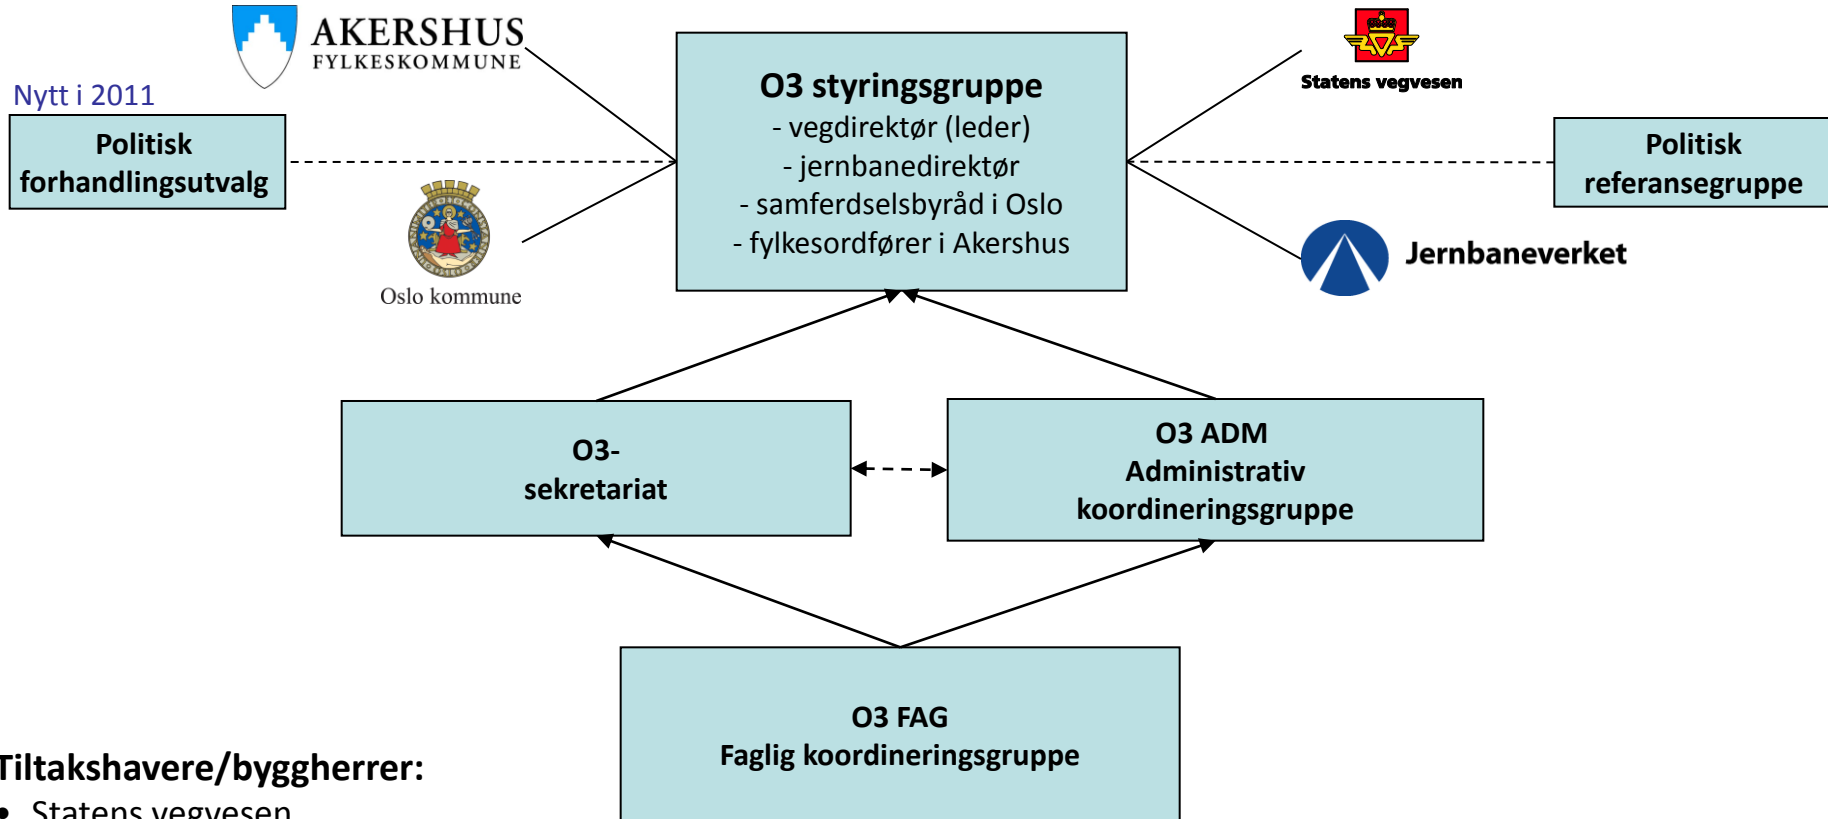 AKERSHUS
FYLKESKOMMUNE
Nytt i 2011
Politisk
forhandlingsutvalg
Oslo kommune
O3 styringsgruppe
- vegdirektør (leder)
- jernbanedirektør
- samferdselsbyråd i Oslo
- fylkesordfører i Akershus
Statens vegvesen
Politisk
referansegruppe
Jernbaneverket
O3-
sekretariat
O3 ADM
Administrativ
koordineringsgruppe
O3 FAG
Faglig koordineringsgruppe
Tiltakshavere/byggherrer:
• Statens vegvesen